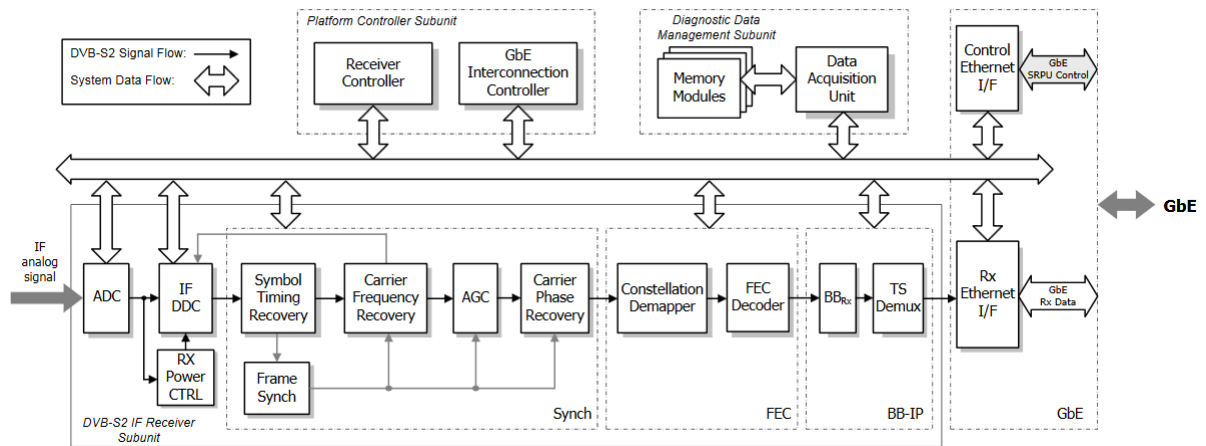 Platform Controller Subunit
Diagnostic Data
Management Subunit
DVB-S2 Signal Flow:
System Data Flow:
Receiver
Controller
GbE
Interconnection
Controller
Memory
Modules
Data
Acquisition
Unit
Control
Ethernet
I/F
GbE
SRPU Control
GbE
IF
analog
signal
ADC
IF
DDC
RX
Power
CTRL
Symbol
Timing
Recovery
Frame
Synch
Carrier
Frequency
Recovery
AGC
Carrier
Phase
Recovery
Synch
Constellation
Demapper
FEC
Decoder
FEC
BBRx
TS
Demux
BB-IP
Rx
Ethernet
I/F
GbE
Rx Data
GbE
DVB-S2 IF Receiver
Subunit